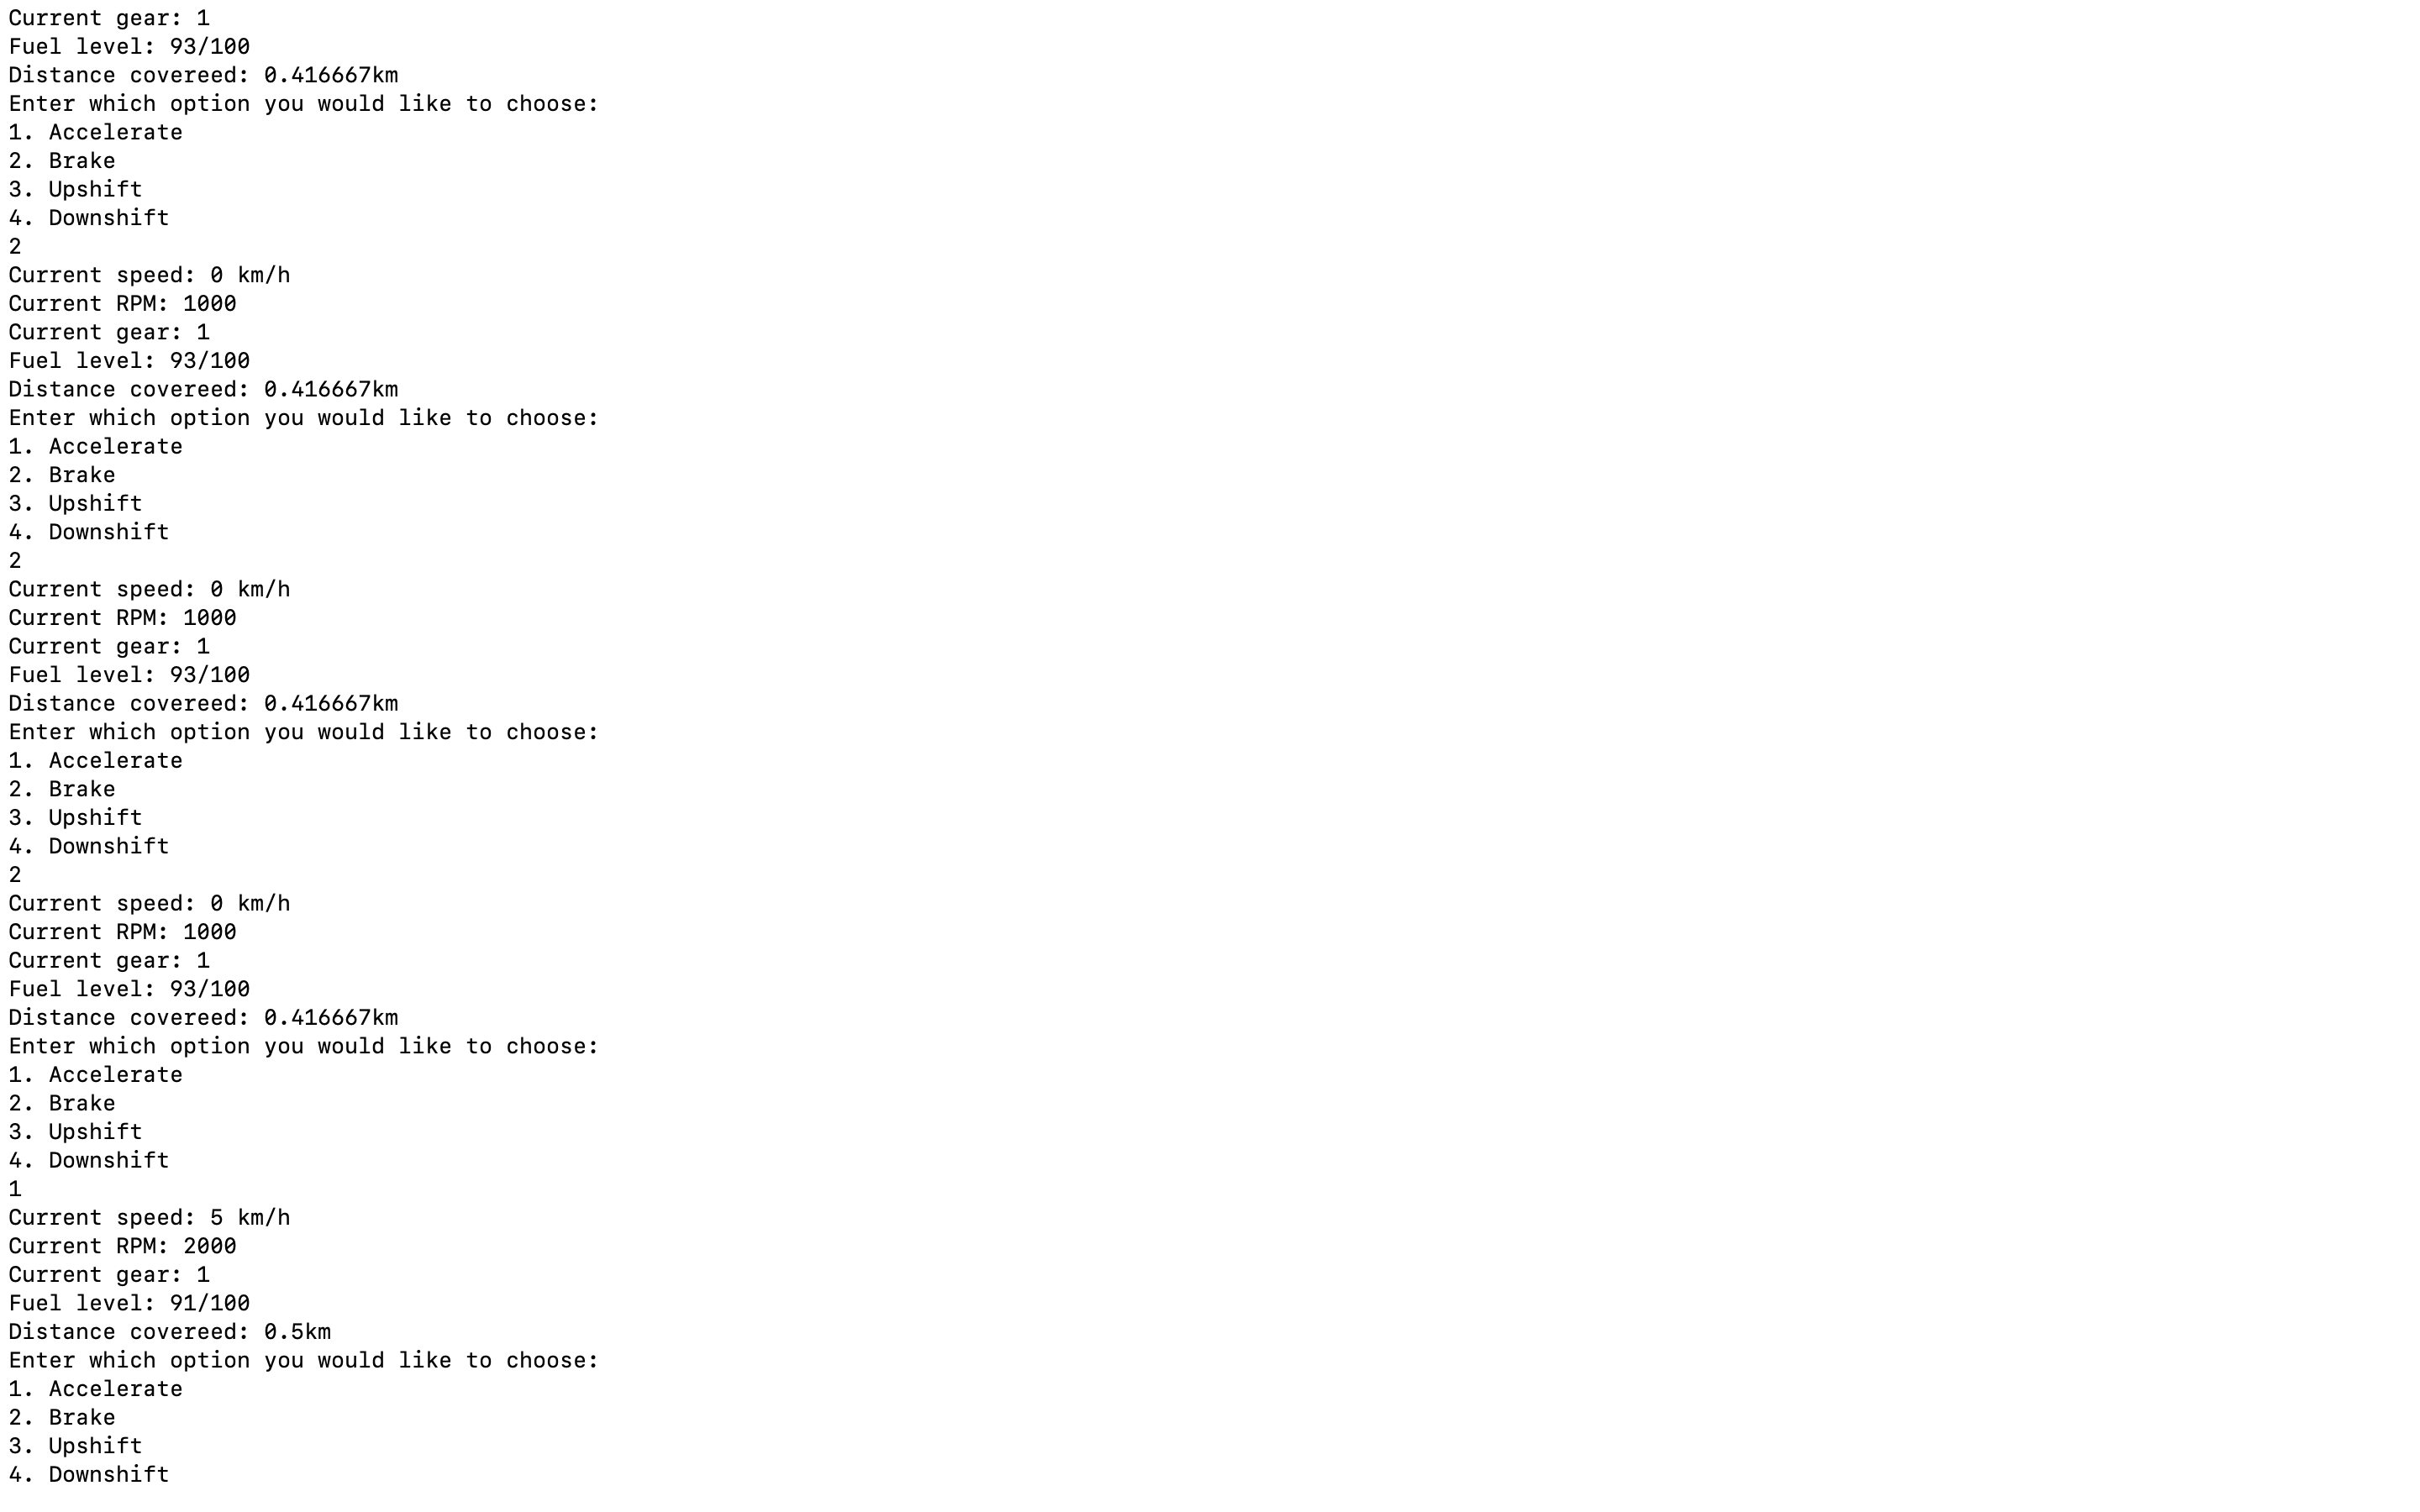 Current gear: 1
Fuel level: 93/100
Distance covereed: 0.416667km
Enter which option you would like to choose:
1. Accelerate
2. Brake
3. Upshift
4. Downshift
2
Current speed: 0 km/h
Current RPM: 1000
Current gear: 1
Fuel level: 93/100
Distance covereed: 0.416667km
Enter which option you would like to choose:
1. Accelerate
2. Brake
3. Upshift
4. Downshift
2
Current speed: 0 km/h
Current RPM: 1000
Current gear: 1
Fuel level: 93/100
Distance covereed: 0.416667km
Enter which option you would like to choose:
1. Accelerate
2. Brake
3. Upshift
4. Downshift
2
Current speed: 0 km/h
Current RPM: 1000
Current gear: 1
Fuel level: 93/100
Distance covereed: 0.416667km
Enter which option you would like to choose:
1. Accelerate
2. Brake
3. Upshift
4. Downshift
1
Current speed: 5 km/h
Current RPM: 2000
Current gear: 1
Fuel level: 91/100
Distance covereed: 0.5km
Enter which option you would like to choose:
1. Accelerate
2. Brake
3. Upshift
4. Downshift